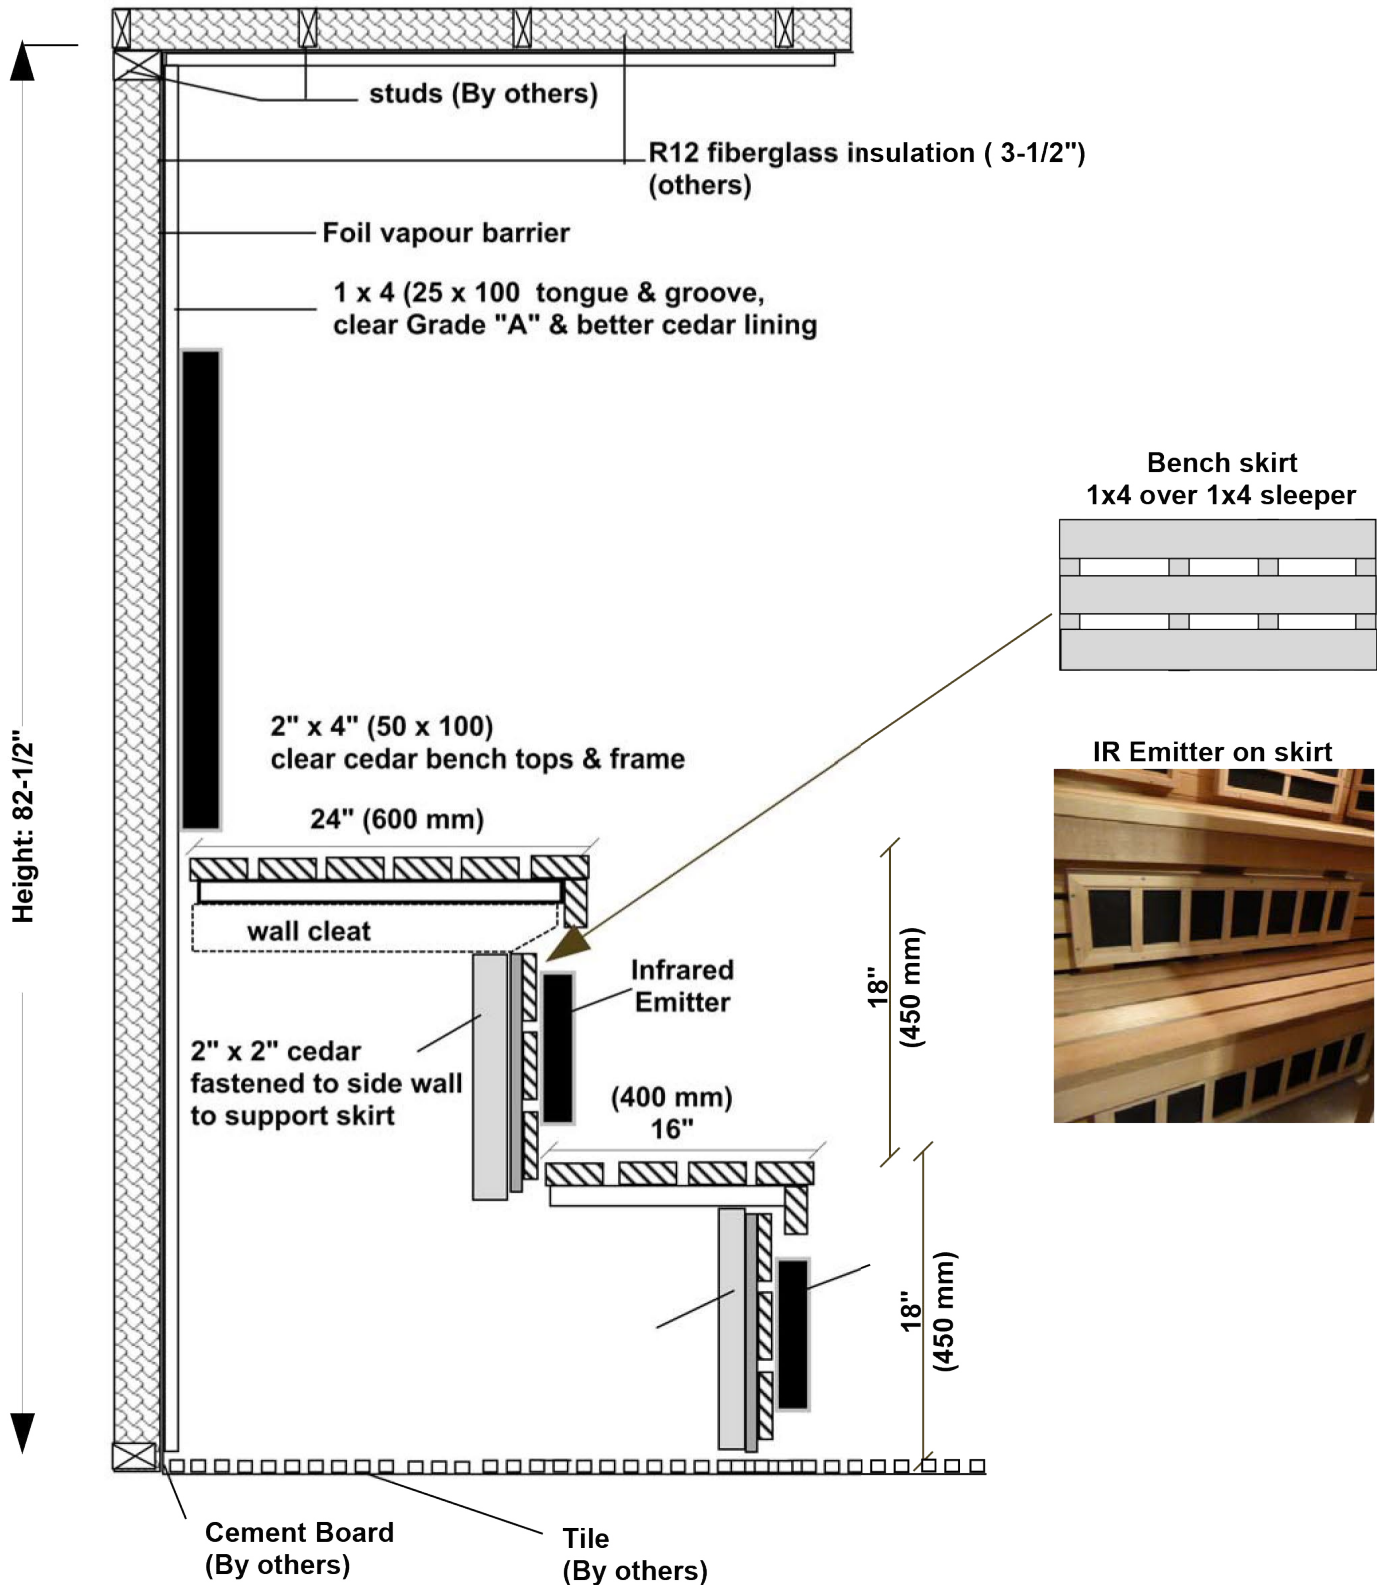 studs (By others)
R12 fiberglass insulation ( 3-1/2")
(others)
Foil vapour barrier
1 x 4 (25 x 100  tongue & groove,
clear Grade "A" & better cedar lining
Bench skirt
1x4 over 1x4 sleeper
IR Emitter on skirt
Height: 82-1/2"
2" x 4" (50 x 100)
clear cedar bench tops & frame
24" (600 mm)
wall cleat
Infrared
Emitter
18"
(450 mm)
2" x 2" cedar
fastened to side wall
to support skirt
(400 mm)
16"
18"
(450 mm)
Cement Board
(By others)
Tile
(By others)